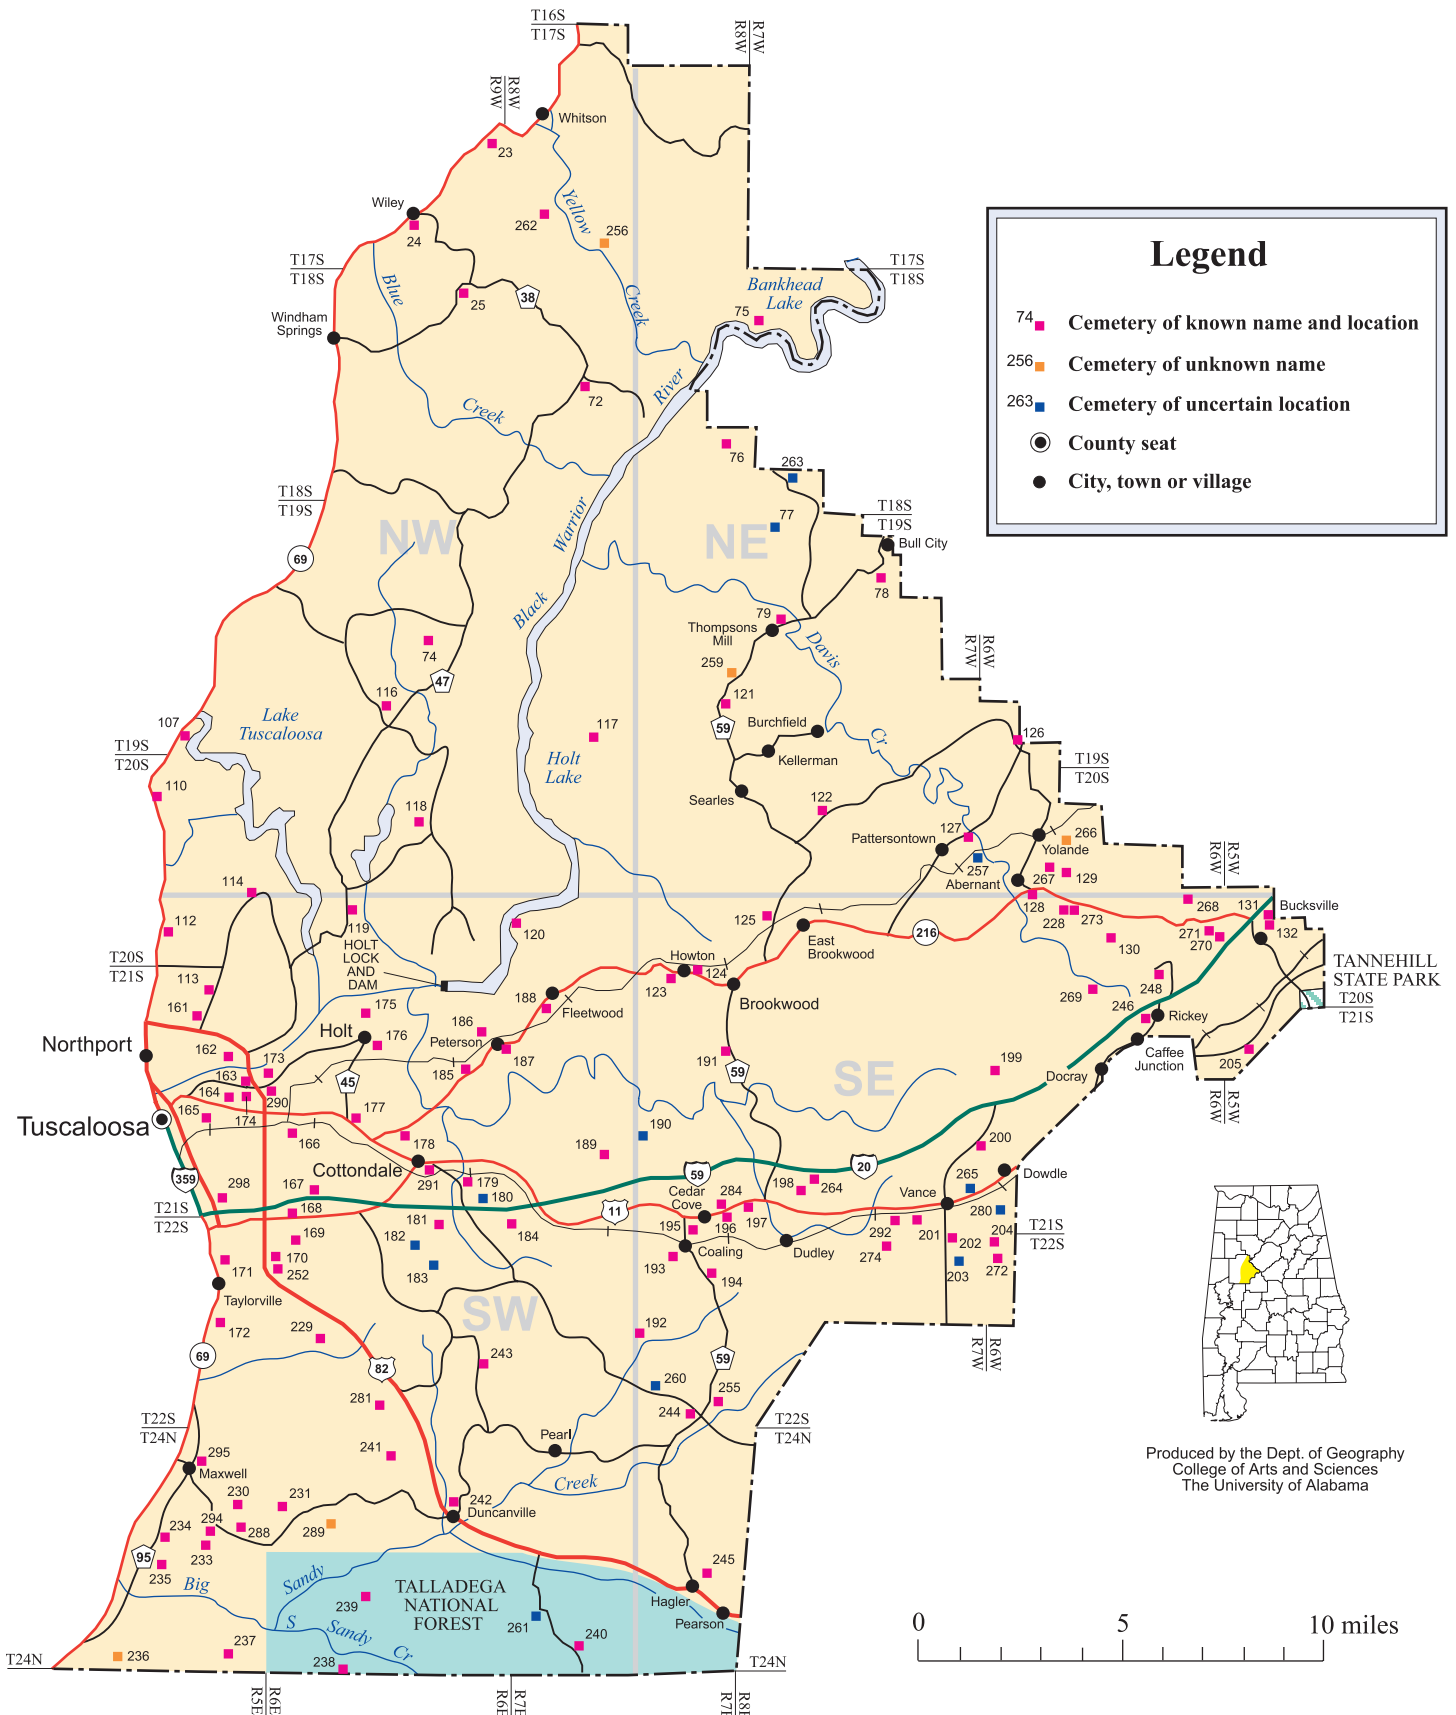 T16S
T17S
R8W
R7W
R9W
R8W
Whitson
23
Wiley
24
262
Yellow
256
T17S
T18S
Blue
25
38
Creek
Bankhead
Lake
T17S
T18S
75
Windham
Springs
River
72
Creek
76
263
T18S
T19S
77
T18S
T19S
Bull City
NW
NE
Warrior
69
78
Black
79
Thompsons
Mill
Davis
R7W
R6W
74
47
259
116
121
107
Lake
Tuscaloosa
117
59
Burchfield
Cr
126
T19S
T20S
Holt
Lake
Kellerman
T19S
T20S
110
Searles
122
118
Pattersontown
127
266
Yolande
257
Abernant
267
129
114
R6W
R5W
112
119
125
128
228
273
268
131
Bucksville
120
216
271
270
132
HOLT
LOCK
AND
DAM
East
Brookwood
130
T20S
T21S
Howton
124
TANNEHILL
STATE PARK
113
123
Brookwood
269
248
T20S
T21S
161
175
188
Fleetwood
246
Rickey
Holt
176
186
Northport
162
Peterson
187
191
SE
199
Caffee
Junction
205
173
185
59
Docray
163
45
164
290
R6W
R5W
165
174
177
Tuscaloosa
166
178
190
200
Cottondale
189
359
291
59
20
265
Dowdle
298
167
179
180
Cedar
Cove
284
198
264
Vance
280
T21S
T22S
168
181
11
195
196
197
292
201
202
204
T21S
T22S
182
184
Coaling
Dudley
274
203
272
169
170
252
171
183
193
194
Taylorville
SW
172
229
192
R7W
R6W
69
82
243
59
260
255
281
244
T22S
T24N
T22S
T24N
241
Pearl
295
Maxwell
Creek
230
231
242
Duncanville
234
294
288
289
233
95
235
Big
Sandy
TALLADEGA
NATIONAL
FOREST
245
239
Hagler
S
Sandy
Cr
261
Pearson
240
236
237
238
T24N
T24N
R5E
R6E
R6E
R7E
R7E
R8E
Legend
74 Cemetery of known name and location
256 Cemetery of unknown name
263 Cemetery of uncertain location
County seat
City, town or village
Produced by the Dept. of Geography
College of Arts and Sciences
The University of Alabama
0 5 10 miles